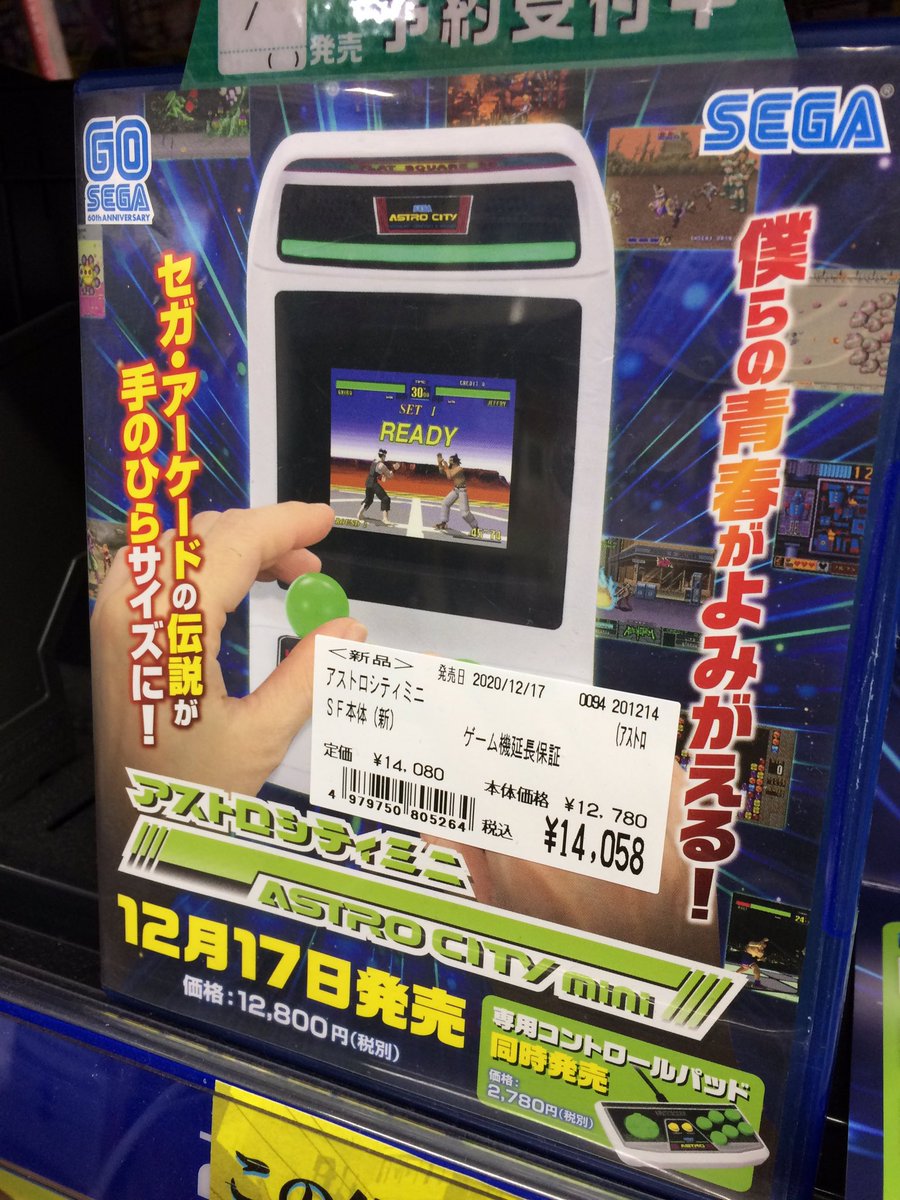 発売
予約受付中
GO
SEGA
60th ANNIVERSARY
SEGA®
SEGA
ASTRO CITY
セガ・アーケードの伝説が
手のひらサイズに!
僕らの青春がよみがえる!
30
SET 1
READY
<新品>
発売日 2020/12/17
0094 201214
アストロシティミニ
(アストロ
SF本体(新)
ゲーム機延長保証
定価 ¥14,080
本体価格 ¥12,780
4 979750 805264
税込 ¥14,058
アストロシティミニ
ASTRO CITY mini
12月17日発売
価格:12,800円(税別)
専用コントロールパッド
同時発売
価格:
2,780円(税別)
ASTRO